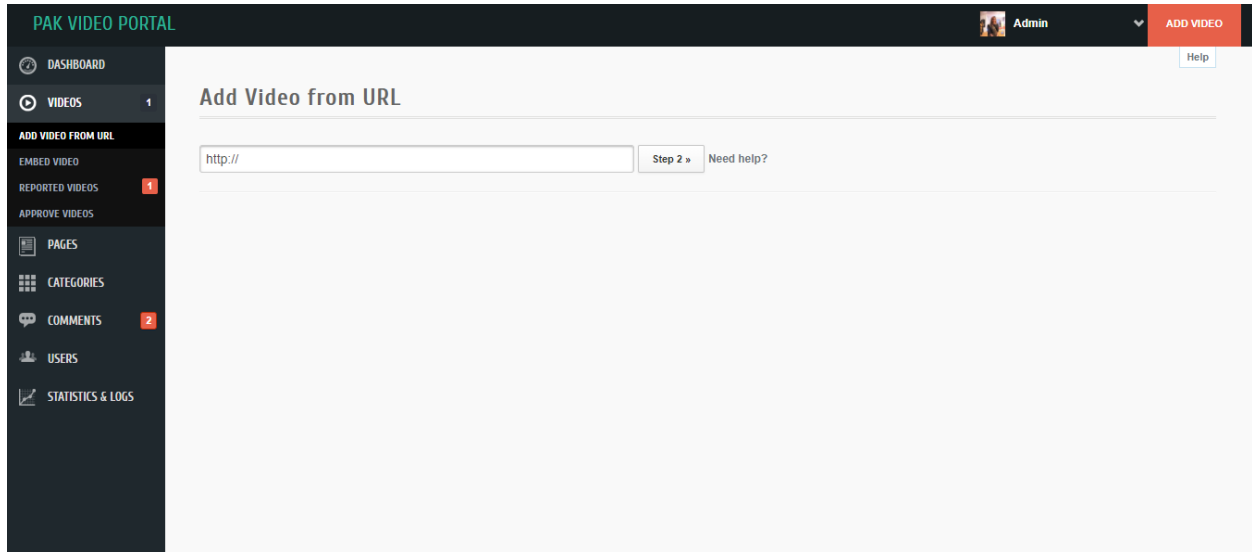 PAK VIDEO PORTAL
Admin
ADD VIDEO
Help
DASHBOARD
VIDEOS 1
ADD VIDEO FROM URL
EMBED VIDEO
REPORTED VIDEOS 1
APPROVE VIDEOS
PAGES
CATEGORIES
COMMENTS 2
USERS
STATISTICS & LOGS
Add Video from URL
http:// Step 2 » Need help?